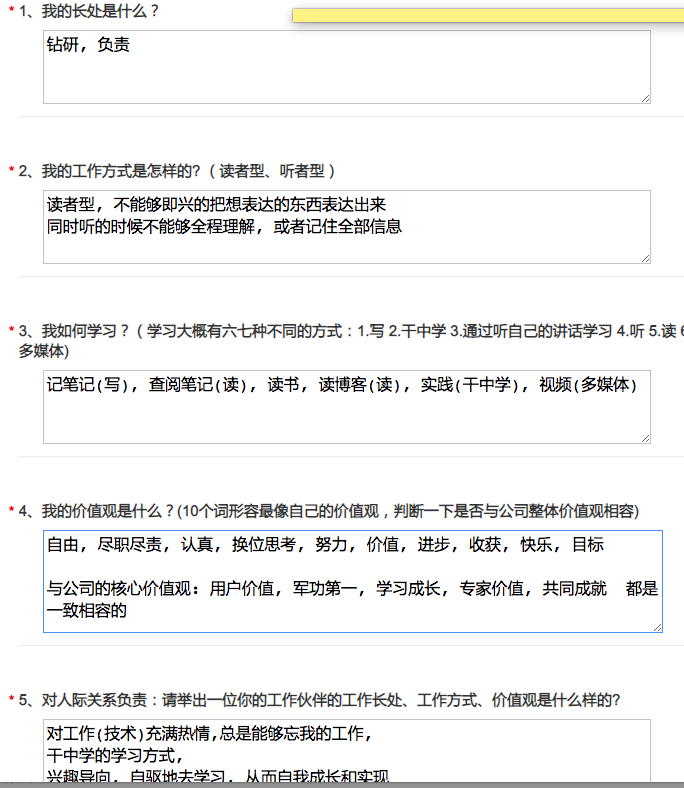 * 1、我的长处是什么？
钻研, 负责
* 2、我的工作方式是怎样的?（读者型、听者型）
读者型, 不能够即兴的把想表达的东西表达出来
同时听的时候不能够全程理解, 或者记住全部信息
* 3、我如何学习？（学习大概有六七种不同的方式：1.写 2.干中学 3.通过听自己的讲话学习 4.听 5.读 6
多媒体)
记笔记(写), 查阅笔记(读), 读书, 读博客(读), 实践(干中学), 视频(多媒体)
* 4、我的价值观是什么？(10个词形容最像自己的价值观，判断一下是否与公司整体价值观相容)
自由, 尽职尽责, 认真, 换位思考, 努力, 价值, 进步, 收获, 快乐, 目标
与公司的核心价值观: 用户价值, 军功第一, 学习成长, 专家价值, 共同成就  都是
一致相容的
* 5、对人际关系负责：请举出一位你的工作伙伴的工作长处、工作方式、价值观是什么样的?
对工作(技术)充满热情,总是能够忘我的工作,
干中学的学习方式,
兴趣导向, 自驱地去学习, 从而自我成长和实现